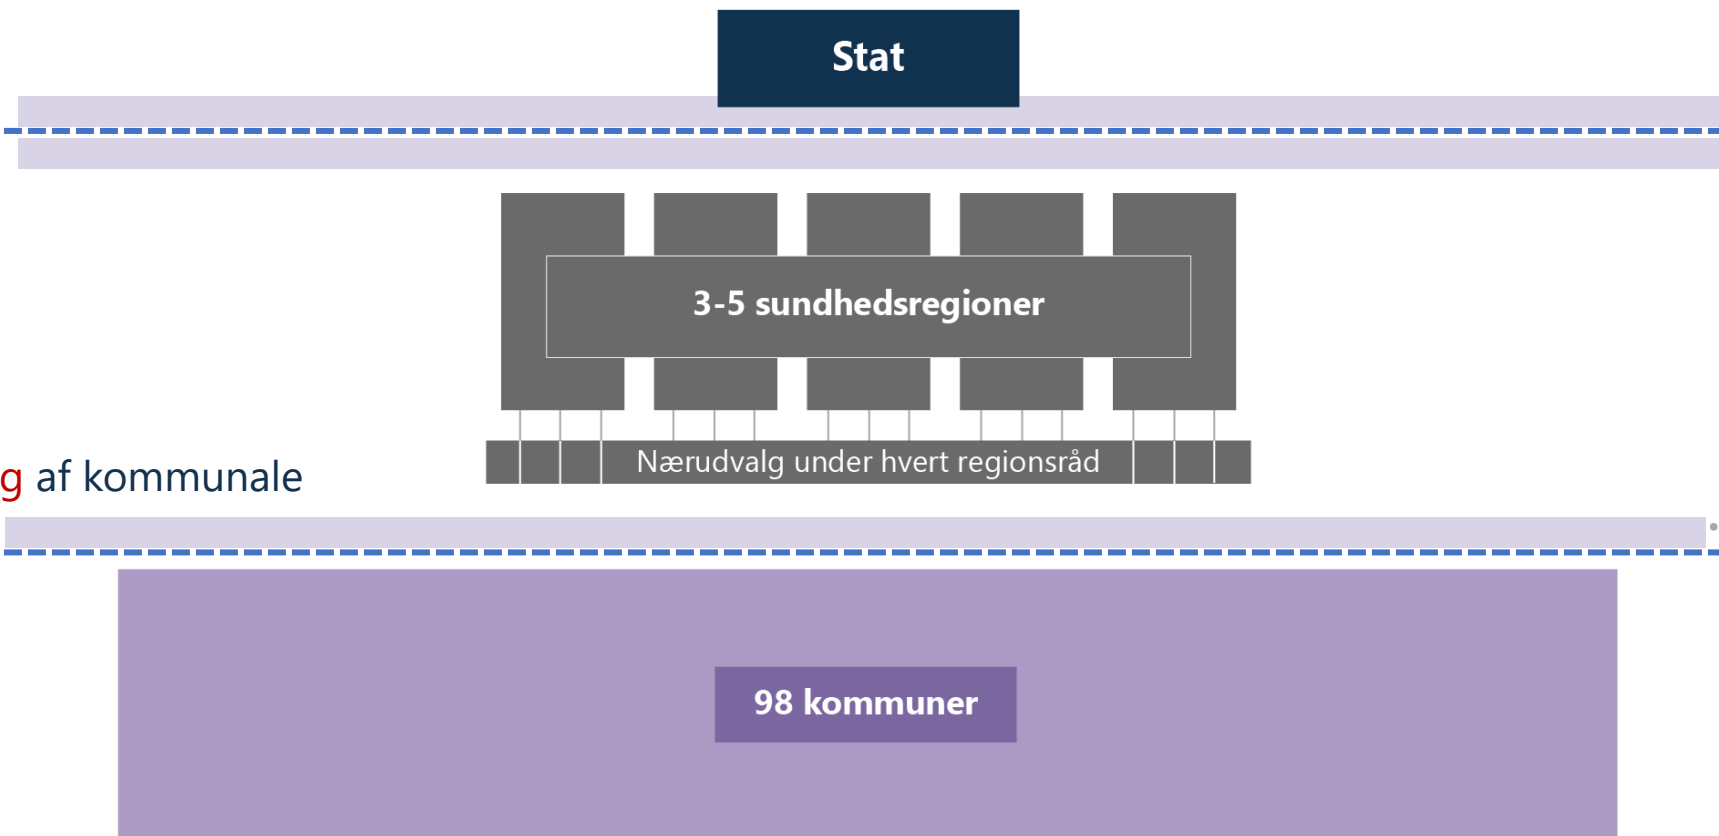 Stat
3-5 sundhedsregioner
Nærudvalg under hvert regionsråd
g af kommunale
98 kommuner